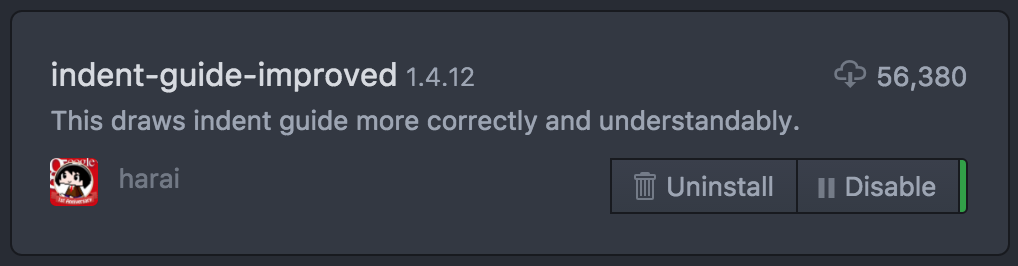 indent-guide-improved 1.4.12
56,380
This draws indent guide more correctly and understandably.
harai
Uninstall
Disable